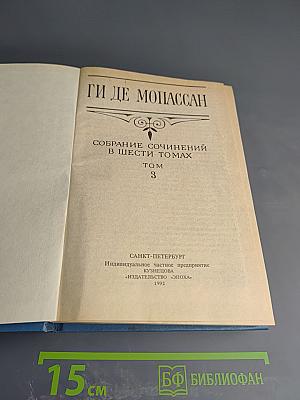 ГИ ДЕ МОПАССАН
СОБРАНИЕ СОЧИНЕНИЙ
В ШЕСТИ ТОМАХ
ТОМ
3
САНКТ-ПЕТЕРБУРГ
Индивидуальное частное предприятие
КУЗНЕЦОВА
«ИЗДАТЕЛЬСТВО «ЭПОХА»
1992
15 см
БФ БИБЛИОФАН